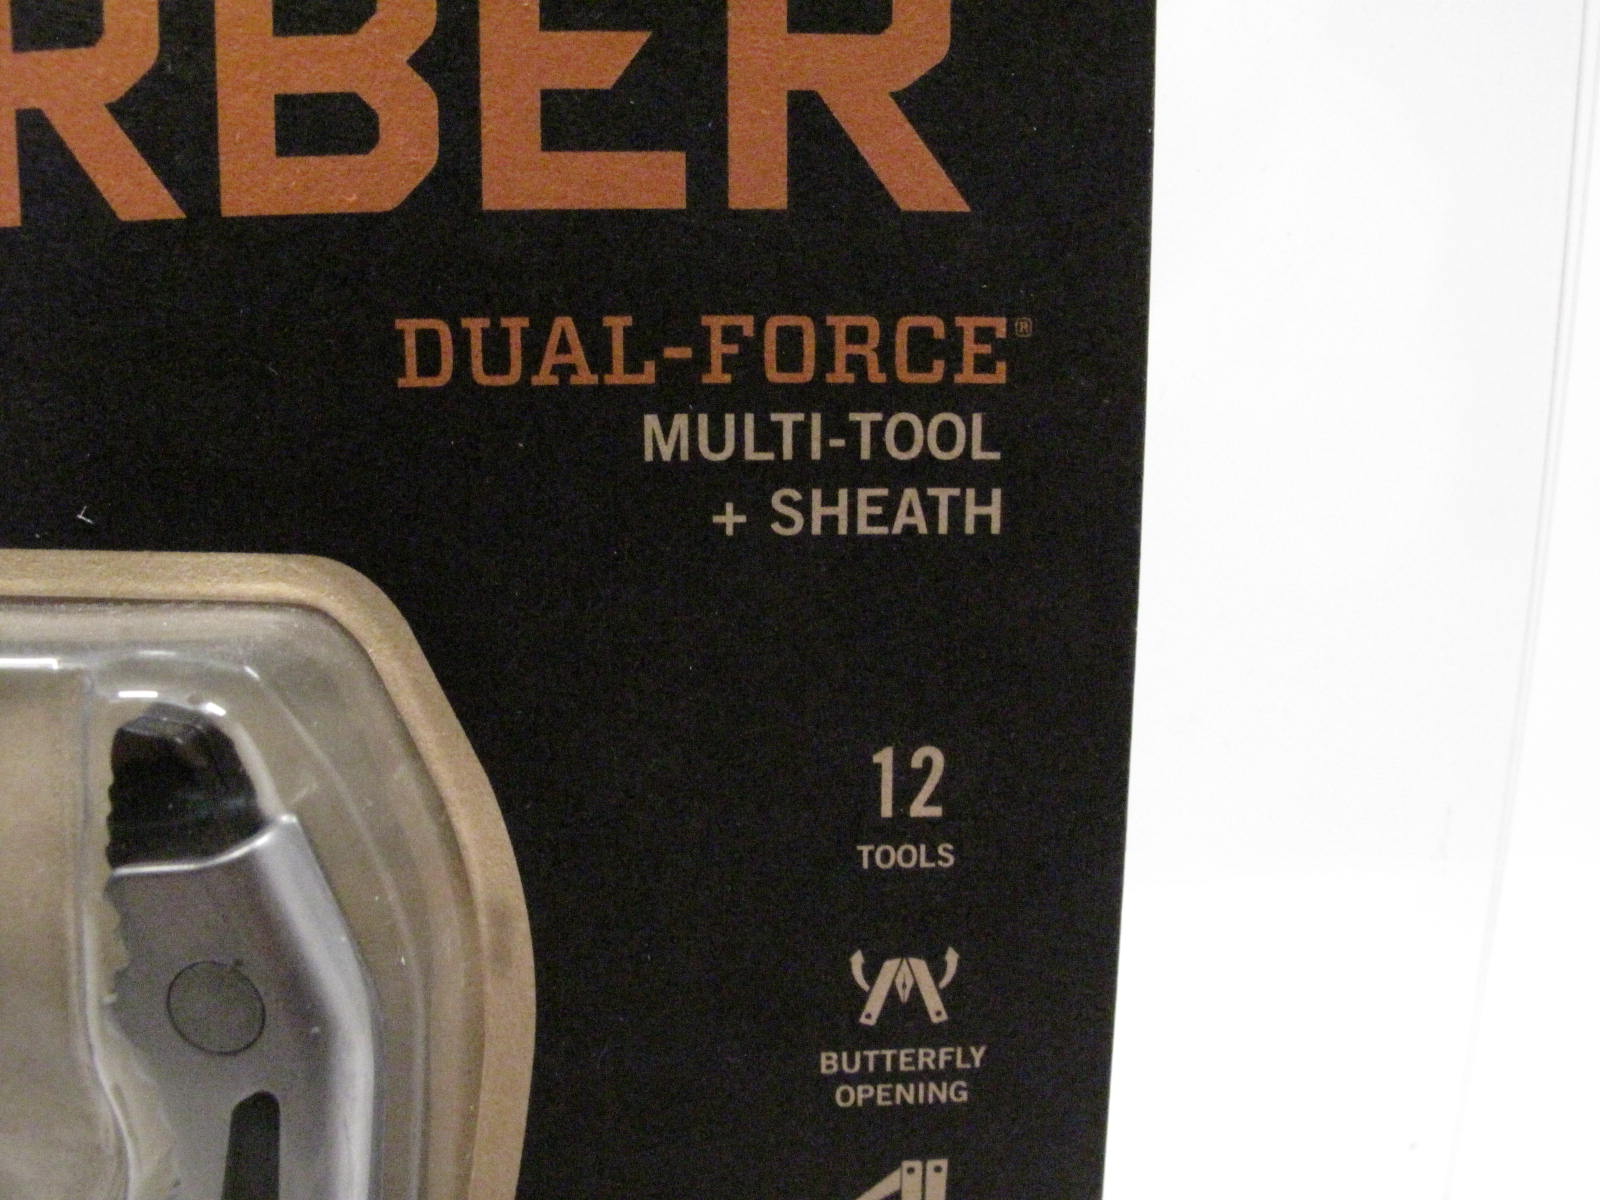 RBER
DUAL-FORCE®
MULTI-TOOL
+ SHEATH
12
TOOLS
BUTTERFLY
OPENING